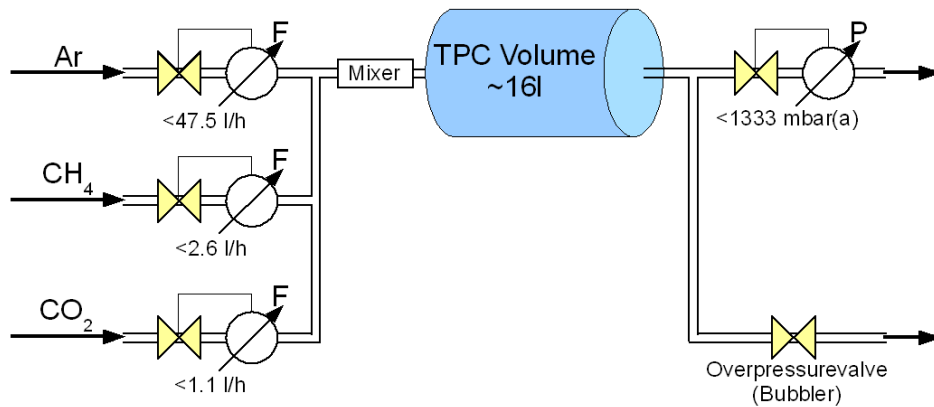 Ar
F
<47.5 l/h
Mixer
TPC Volume
~16l
P
<1333 mbar(a)
CH4
F
<2.6 l/h
CO2
F
<1.1 l/h
Overpressurevalve
(Bubbler)